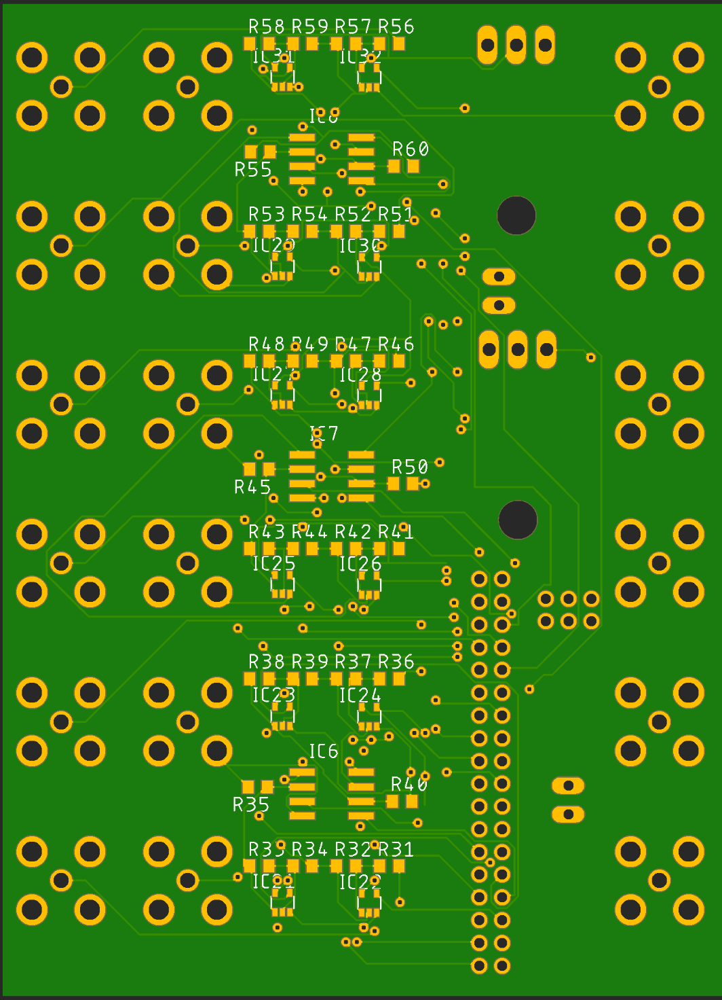 R58 R59 R57 R56
IC31 IC32
IC8
R60
R55
R53 R54 R52 R51
IC29 IC30
R48 R49 R47 R46
IC27 IC28
IC7
R50
R45
R43 R44 R42 R41
IC25 IC26
R38 R39 R37 R36
IC23 IC24
IC6
R40
R35
R33 R34 R32 R31
IC21 IC22